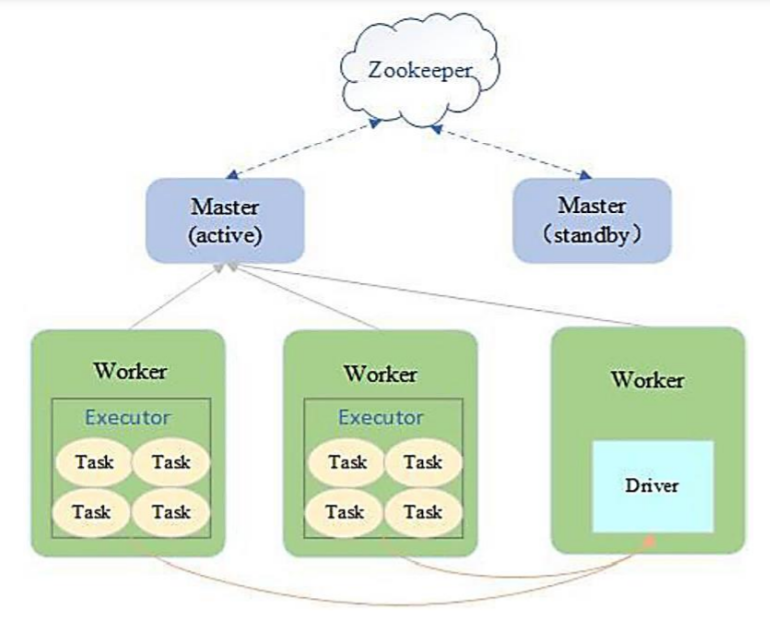 Zookeeper
Master
(active)
Master
（standby）
Worker
Worker
Worker
Executor
Executor
Task Task
Task Task
Task Task
Task Task
Driver